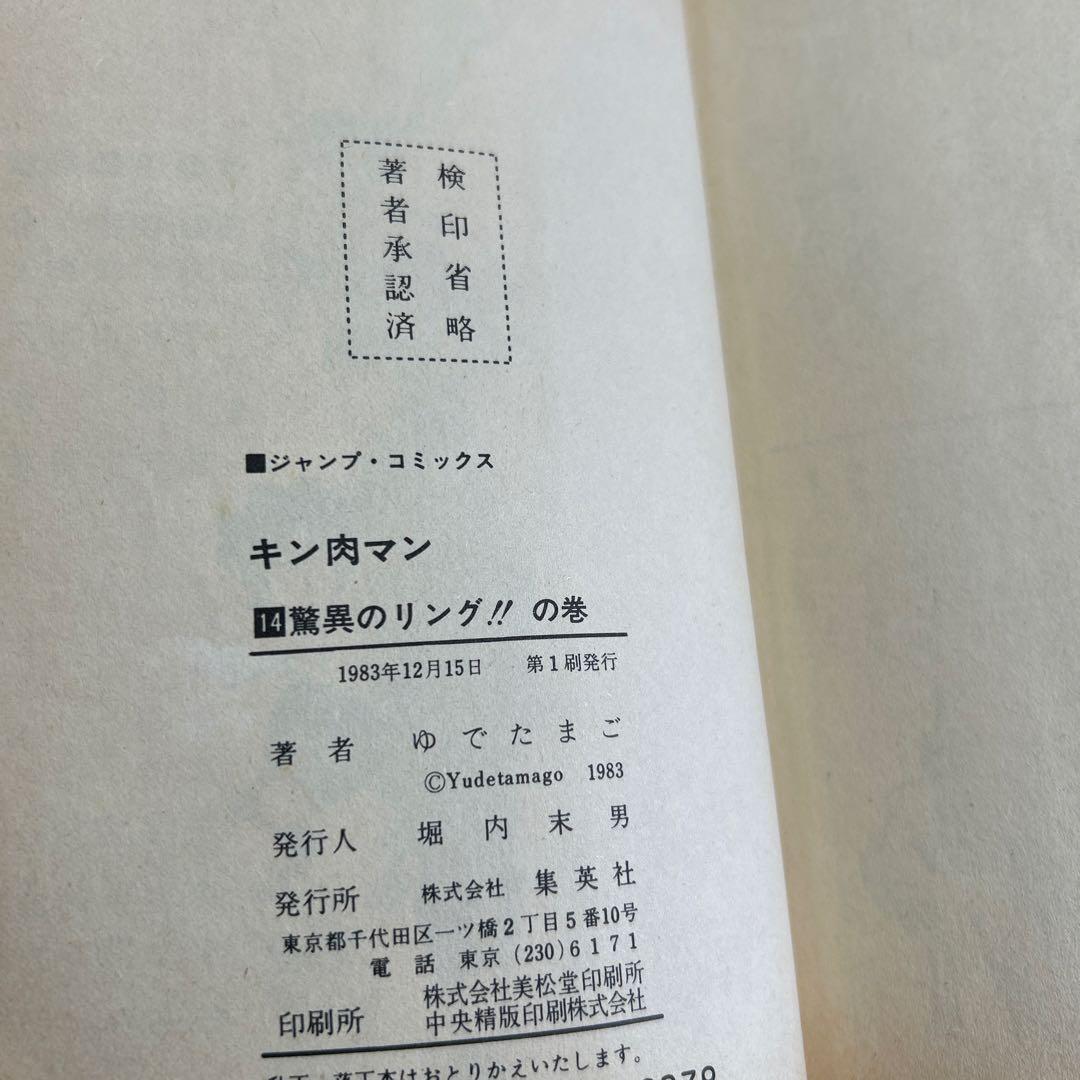 検印省略
著者承認済
■ジャンプ・コミックス
キン肉マン
14驚異のリング!! の巻
1983年12月15日 第1刷発行
著者 ゆでたまご
©Yudetamago 1983
発行人 堀内末男
発行所 株式会社 集英社
東京都千代田区一ツ橋2丁目5番10号
電話 東京 (230) 6171
株式会社美松堂印刷所
印刷所 中央精版印刷株式会社
落丁本はおとりかえいたします。